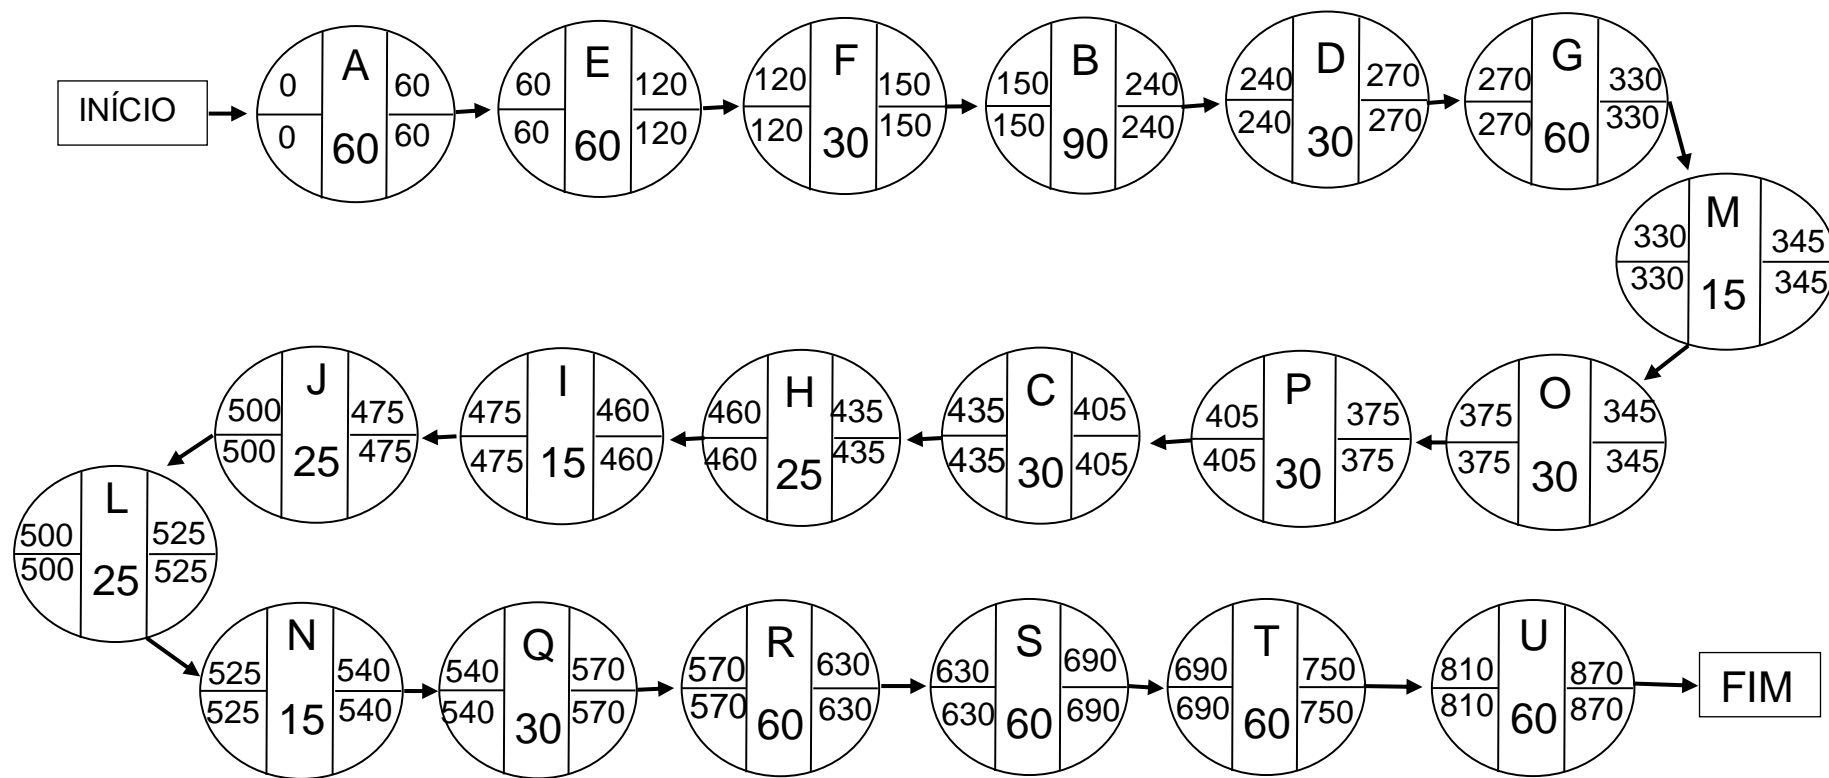 INÍCIO
A
0 60
0 60
60
E
60 120
60 120
60
F
120 150
120 150
30
B
150 240
150 240
90
D
240 270
240 270
30
G
270 330
270 330
60
M
330 345
330 345
15
O
375 345
375 345
30
P
405 375
405 375
30
C
435 405
435 405
30
H
460 435
460 435
25
I
475 460
475 460
15
J
500 475
500 475
25
L
500 525
500 525
25
N
525 540
525 540
15
Q
540 570
540 570
30
R
570 630
570 630
60
S
630 690
630 690
60
T
690 750
690 750
60
U
810 870
810 870
60
FIM